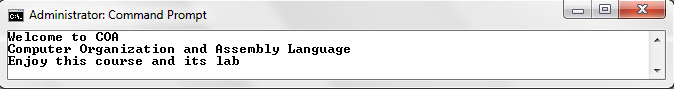 Administrator: Command Prompt
Welcome to COA
Computer Organization and Assembly Language
Enjoy this course and its lab